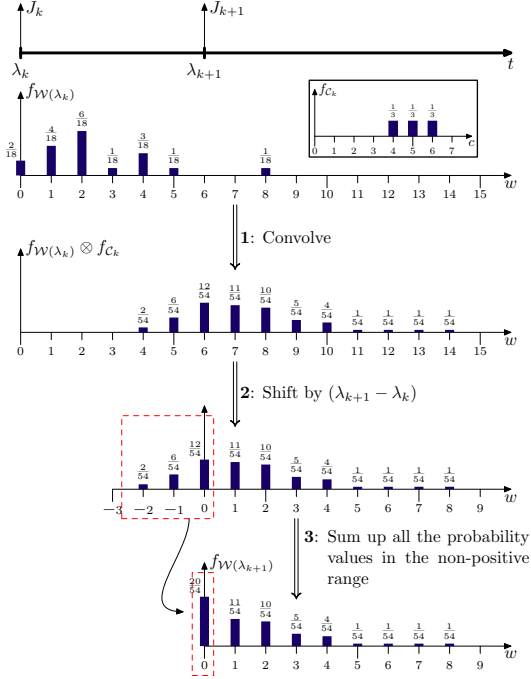 J_k J_{k+1}
λ_k λ_{k+1} t
f_{W(λ_k)}
2/18 4/18 6/18 1/18 3/18 1/18 1/18
0 1 2 3 4 5 6 7 8 9 10 11 12 13 14 15 w
f_{C_k}
1/3 1/3 1/3
0 1 2 3 4 5 6 7 c
1: Convolve
f_{W(λ_k)} ⊗ f_{C_k}
2/54 6/54 12/54 11/54 10/54 5/54 4/54 1/54 1/54 1/54 1/54
0 1 2 3 4 5 6 7 8 9 10 11 12 13 14 15 w
2: Shift by (λ_{k+1} − λ_k)
2/54 6/54 12/54 11/54 10/54 5/54 4/54 1/54 1/54 1/54 1/54
−3 −2 −1 0 1 2 3 4 5 6 7 8 9 w
3: Sum up all the probability
values in the non-positive
range
f_{W(λ_{k+1})}
20/54 11/54 10/54 5/54 4/54 1/54 1/54 1/54 1/54
0 1 2 3 4 5 6 7 8 9 w